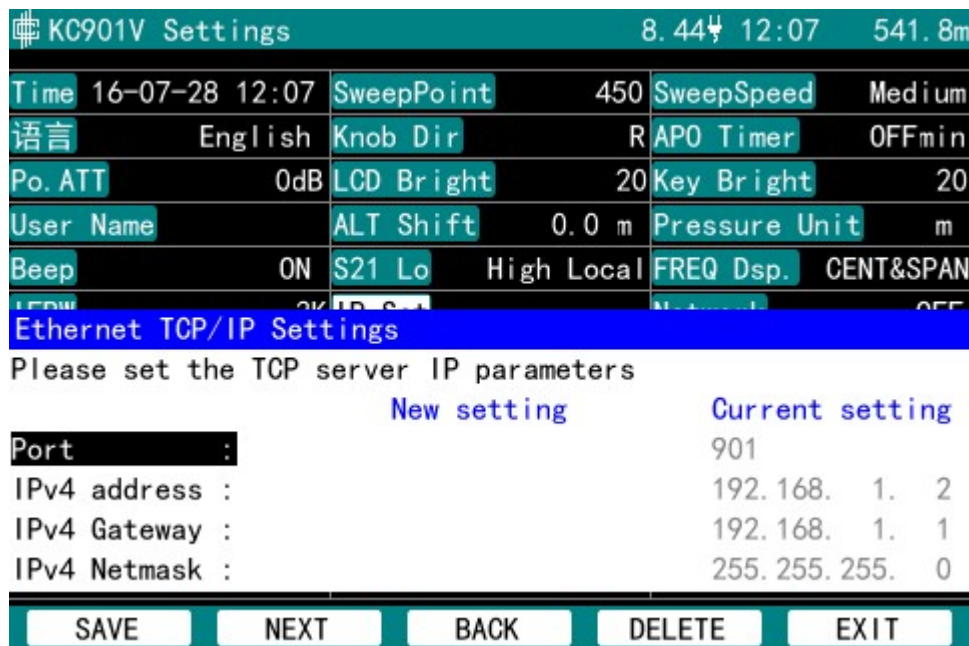 KC901V Settings 8.44 12:07 541.8m
Time 16-07-28 12:07 SweepPoint 450 SweepSpeed Medium
语言 English Knob Dir R APO Timer OFFmin
Po.ATT 0dB LCD Bright 20 Key Bright 20
User Name ALT Shift 0.0 m Pressure Unit m
Beep ON S21 Lo High Local FREQ Dsp. CENT&SPAN
Ethernet TCP/IP Settings
Please set the TCP server IP parameters
New setting Current setting
Port : 901
IPv4 address : 192.168. 1. 2
IPv4 Gateway : 192.168. 1. 1
IPv4 Netmask : 255.255.255. 0
SAVE NEXT BACK DELETE EXIT